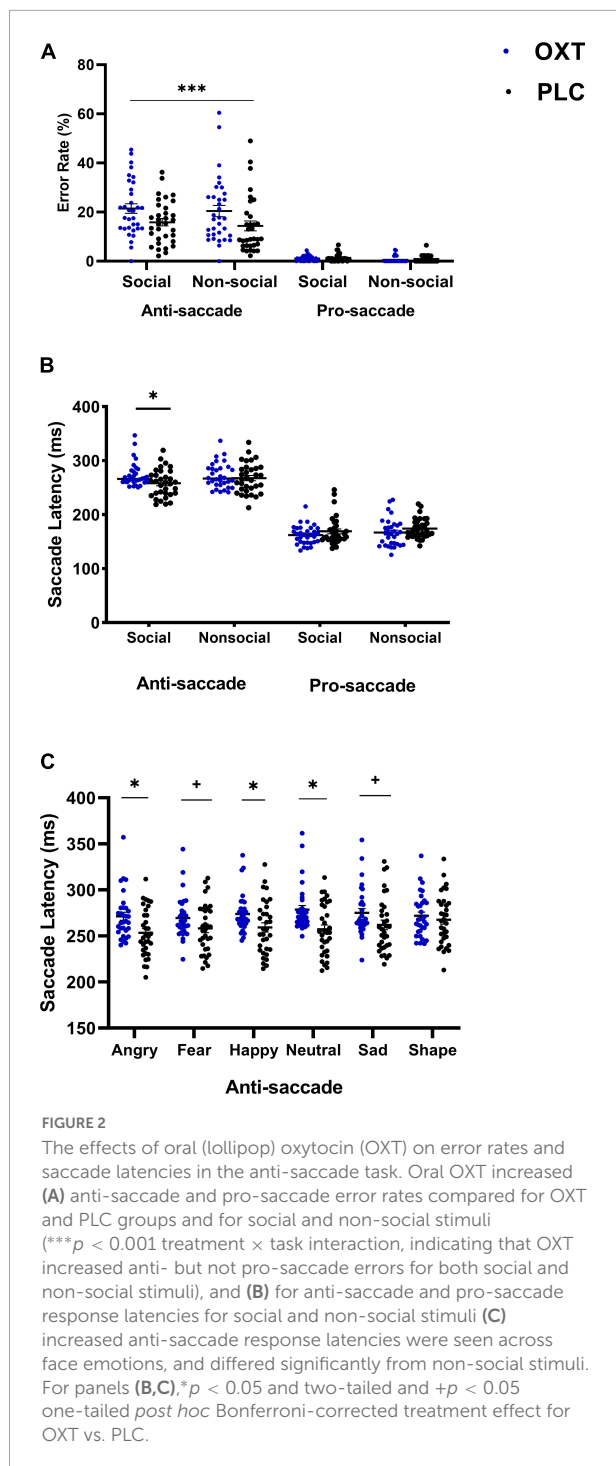 A
OXT
PLC
***
Error Rate (%)
80
60
40
20
0
Social Non-social Social Non-social
Anti-saccade Pro-saccade
B
*
Saccade Latency (ms)
400
300
200
100
0
Social Nonsocial Social Nonsocial
Anti-saccade Pro-saccade
C
* + * * +
Saccade Latency (ms)
400
350
300
250
200
150
Angry Fear Happy Neutral Sad Shape
Anti-saccade
FIGURE 2
The effects of oral (lollipop) oxytocin (OXT) on error rates and
saccade latencies in the anti-saccade task. Oral OXT increased
(A) anti-saccade and pro-saccade error rates compared for OXT
and PLC groups and for social and non-social stimuli
(***p < 0.001 treatment × task interaction, indicating that OXT
increased anti- but not pro-saccade errors for both social and
non-social stimuli), and (B) for anti-saccade and pro-saccade
response latencies for social and non-social stimuli (C)
increased anti-saccade response latencies were seen across
face emotions, and differed significantly from non-social stimuli.
For panels (B,C),*p < 0.05 and two-tailed and +p < 0.05
one-tailed post hoc Bonferroni-corrected treatment effect for
OXT vs. PLC.